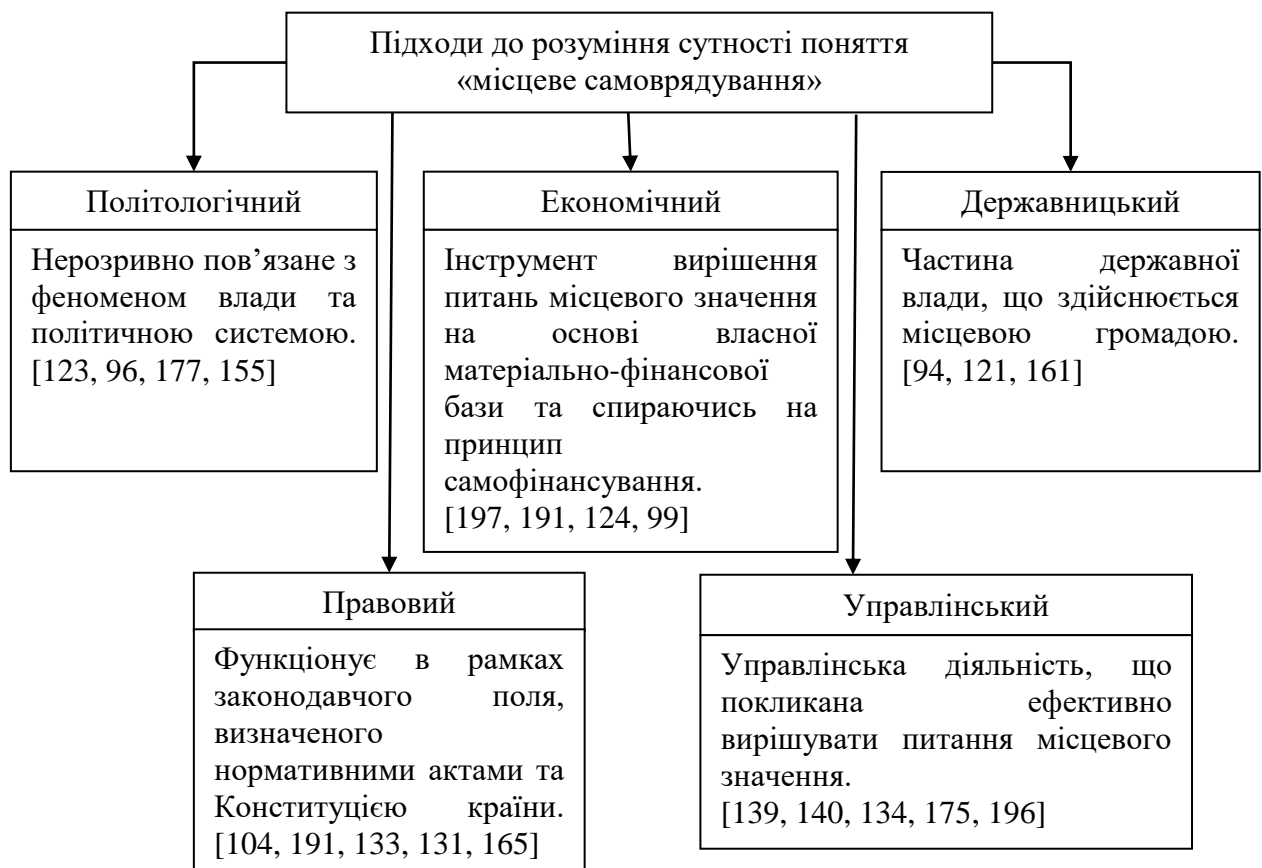 Підходи до розуміння сутності поняття
«місцеве самоврядування»
Політологічний
Нерозривно пов’язане з
феноменом влади та
політичною системою.
[123, 96, 177, 155]
Економічний
Інструмент вирішення
питань місцевого значення
на основі власної
матеріально-фінансової
бази та спираючись на
принцип
самофінансування.
[197, 191, 124, 99]
Державницький
Частина державної
влади, що здійснюється
місцевою громадою.
[94, 121, 161]
Правовий
Функціонує в рамках
законодавчого поля,
визначеного
нормативними актами та
Конституцією країни.
[104, 191, 133, 131, 165]
Управлінський
Управлінська діяльність, що
покликана ефективно
вирішувати питання місцевого
значення.
[139, 140, 134, 175, 196]